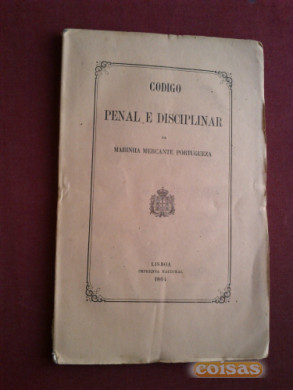 CODIGO
PENAL E DISCIPLINAR
DA
MARINHA MERCANTE PORTUGUEZA
LISBOA
IMPRENSA NACIONAL
coisas